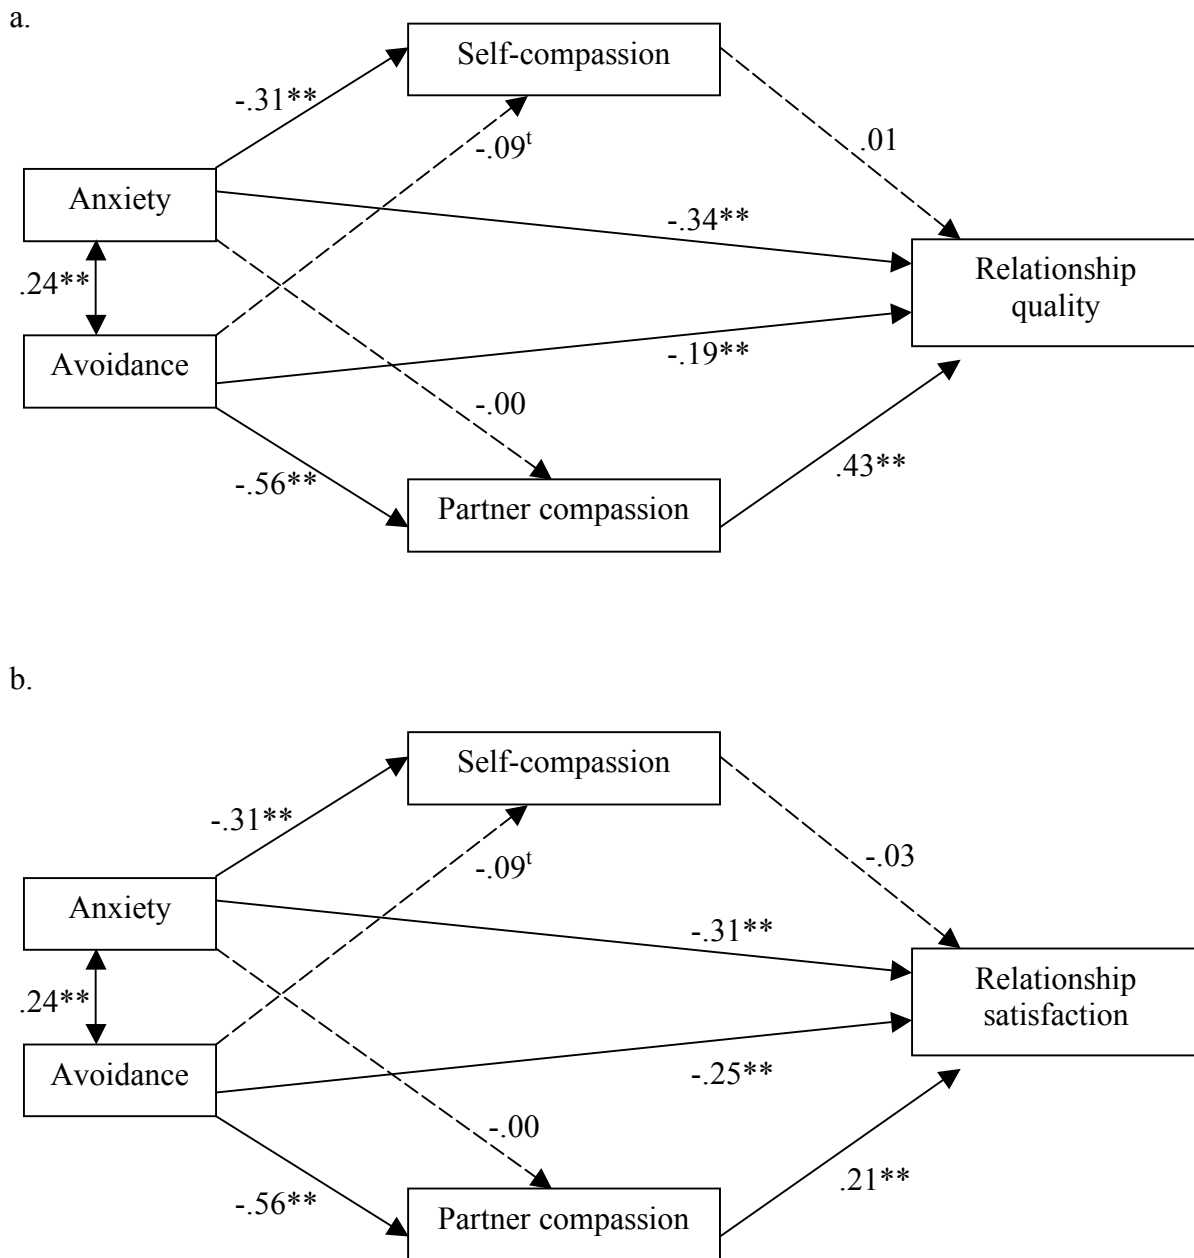 a.
Self-compassion
-.31**
-.09t
.01
Anxiety
-.34**
.24**
Relationship
quality
Avoidance
-.19**
-.00
-.56**
.43**
Partner compassion
b.
Self-compassion
-.31**
-.09t
-.03
Anxiety
-.31**
.24**
Relationship
satisfaction
Avoidance
-.25**
-.00
-.56**
.21**
Partner compassion